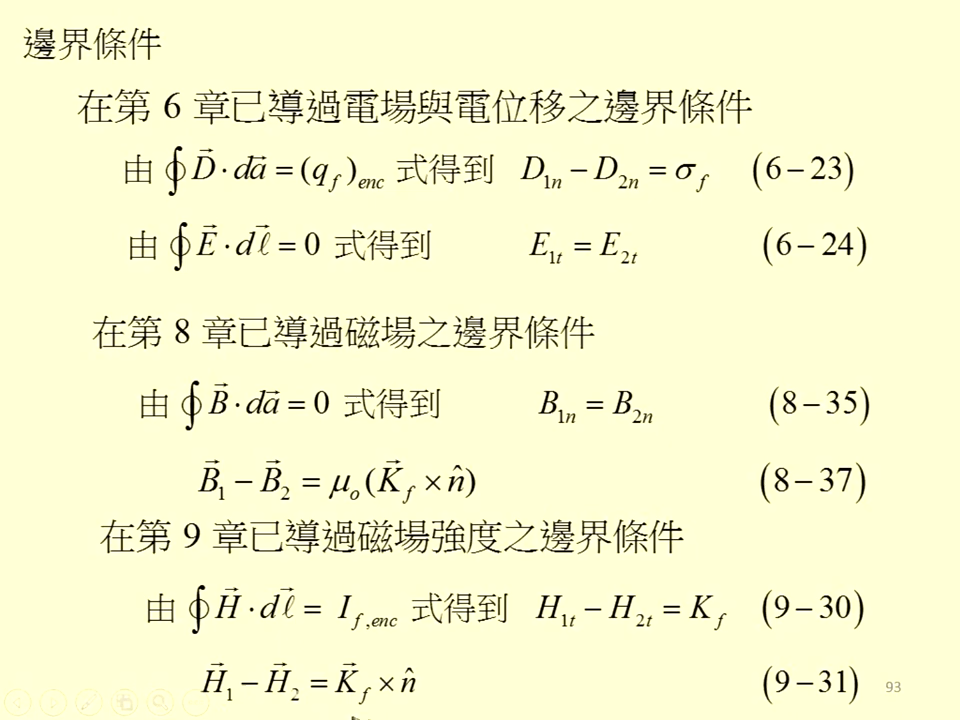 邊界條件
在第 6 章已導過電場與電位移之邊界條件
由 ∮D⃗·da⃗ = (q_f)_enc 式得到 D_1n − D_2n = σ_f (6−23)
由 ∮E⃗·dℓ⃗ = 0 式得到 E_1t = E_2t (6−24)
在第 8 章已導過磁場之邊界條件
由 ∮B⃗·da⃗ = 0 式得到 B_1n = B_2n (8−35)
B⃗_1 − B⃗_2 = μ_o(K⃗_f × n̂) (8−37)
在第 9 章已導過磁場強度之邊界條件
由 ∮H⃗·dℓ⃗ = I_f,enc 式得到 H_1t − H_2t = K_f (9−30)
H⃗_1 − H⃗_2 = K⃗_f × n̂ (9−31)
93